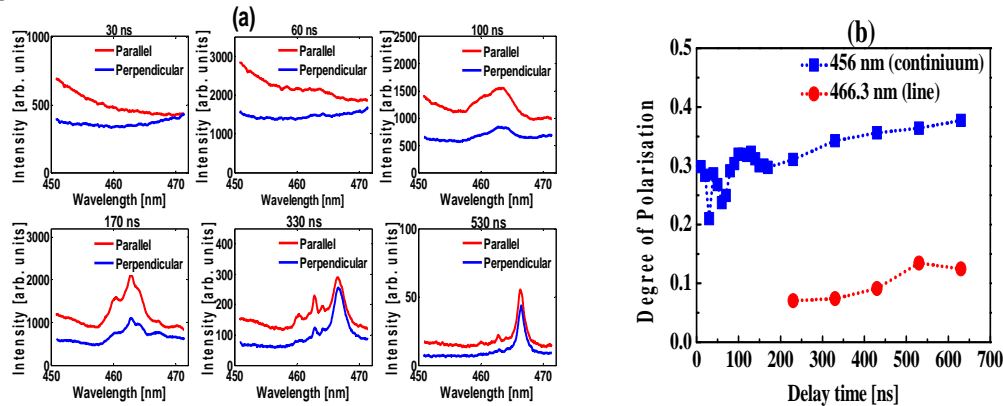 (a)
30 ns
60 ns
100 ns
Intensity [arb. units]
1000
500
0
Parallel
Perpendicular
450 460 470
Wavelength [nm]
Intensity [arb. units]
3000
2000
1000
0
Parallel
Perpendicular
450 460 470
Wavelength [nm]
Intensity [arb. units]
2500
2000
1500
1000
500
0
Parallel
Perpendicular
450 460 470
Wavelength [nm]
170 ns
330 ns
530 ns
Intensity [arb. units]
3000
2000
1000
0
Parallel
Perpendicular
450 460 470
Wavelength [nm]
Intensity [arb. units]
400
300
200
100
0
Parallel
Perpendicular
450 460 470
Wavelength [nm]
Intensity [arb. units]
100
50
0
Parallel
Perpendicular
450 460 470
Wavelength [nm]
(b)
Degree of Polarisation
0.5
0.4
0.3
0.2
0.1
0.0
456 nm (continiuum)
466.3 nm (line)
0 100 200 300 400 500 600 700
Delay time [ns]